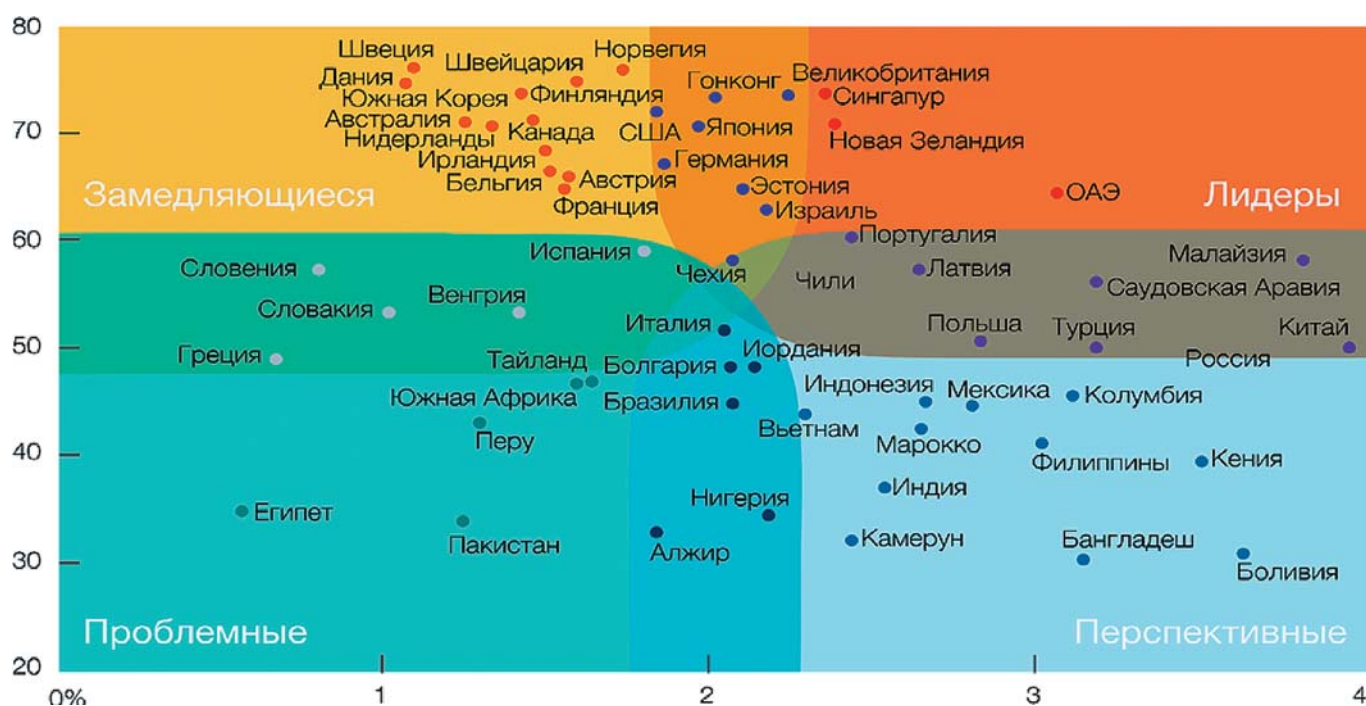 80
Швеция
Норвегия
Швейцария
Гонконг
Великобритания
Дания
Южная Корея
Финляндия
Сингапур
Австралия
США
Япония
70
Нидерланды
Канада
Новая Зеландия
Ирландия
Германия
Бельгия
Австрия
Эстония
ОАЭ
Замедляющиеся
Лидеры
Франция
Израиль
60
Португалия
Испания
Малайзия
Словения
Чехия
Чили
Латвия
Саудовская Аравия
Словакия
Венгрия
Италия
Польша
Турция
Китай
50
Греция
Тайланд
Болгария
Иордания
Россия
Южная Африка
Бразилия
Индонезия
Мексика
Колумбия
Перу
Вьетнам
Марокко
40
Филиппины
Кения
Нигерия
Индия
Египет
Пакистан
Алжир
Камерун
Бангладеш
30
Боливия
Проблемные
Перспективные
20
0% 1 2 3 4